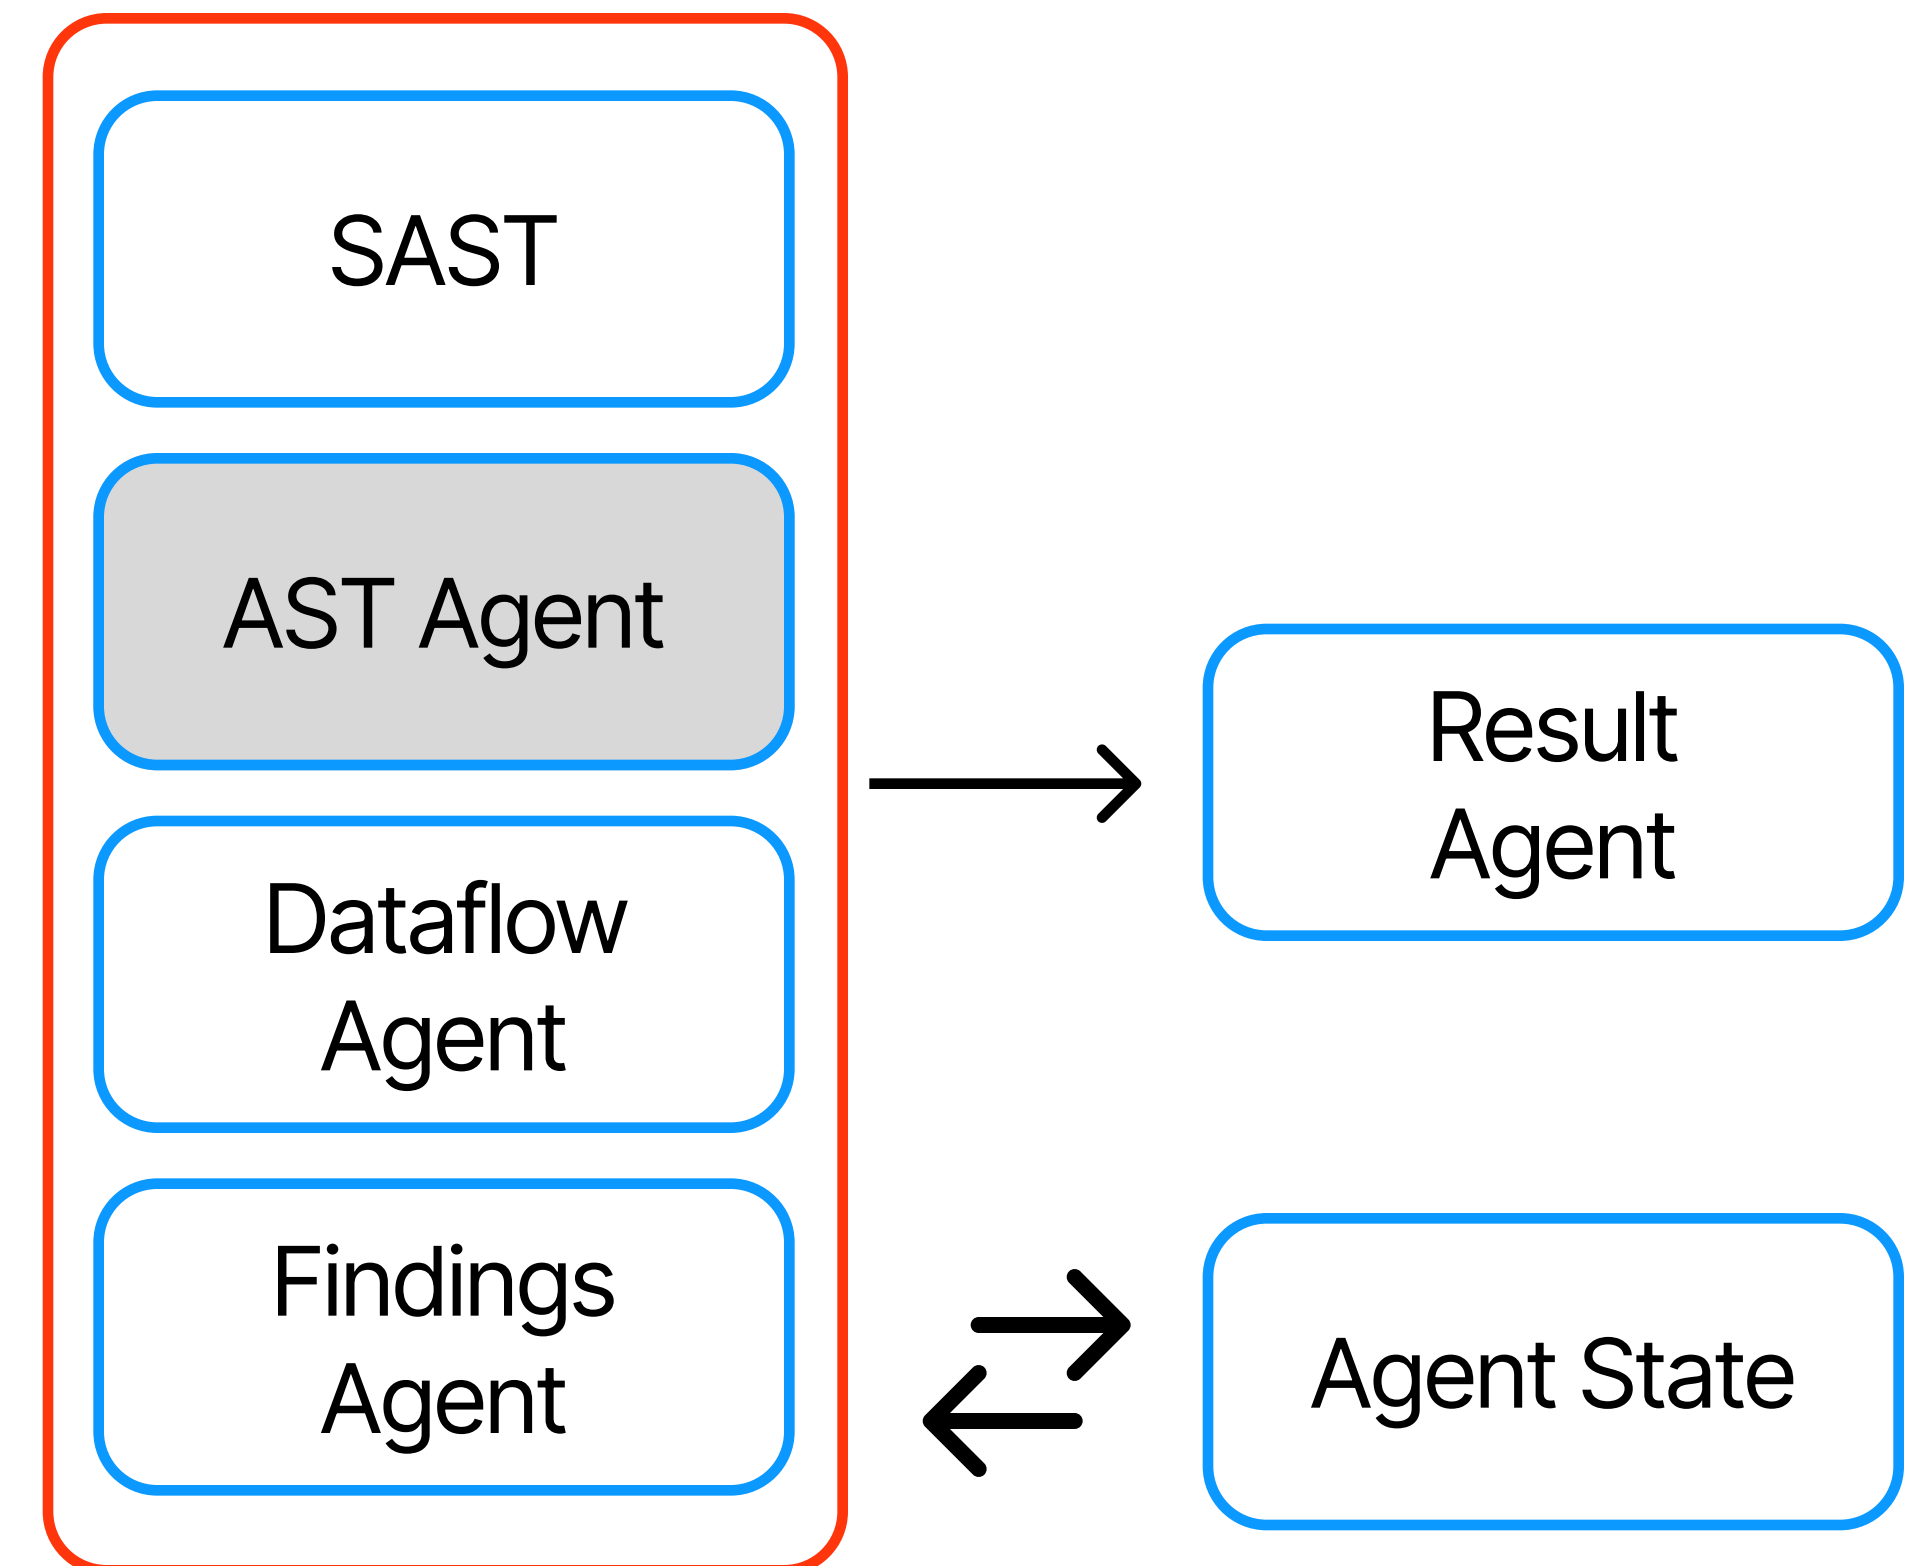 SAST
AST Agent
Dataflow
Agent
Findings
Agent
Result
Agent
Agent State